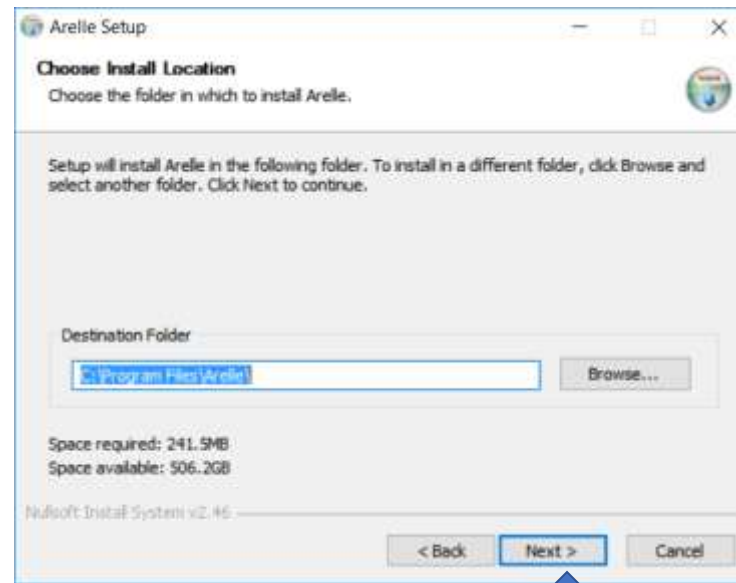 Arelle Setup
Choose Install Location
Choose the folder in which to install Arelle.
Setup will install Arelle in the following folder. To install in a different folder, click Browse and
select another folder. Click Next to continue.
Destination Folder
C:\Program Files\Arelle\
Browse...
Space required: 241.5MB
Space available: 506.2GB
Nullsoft Install System v2.46
< Back
Next >
Cancel